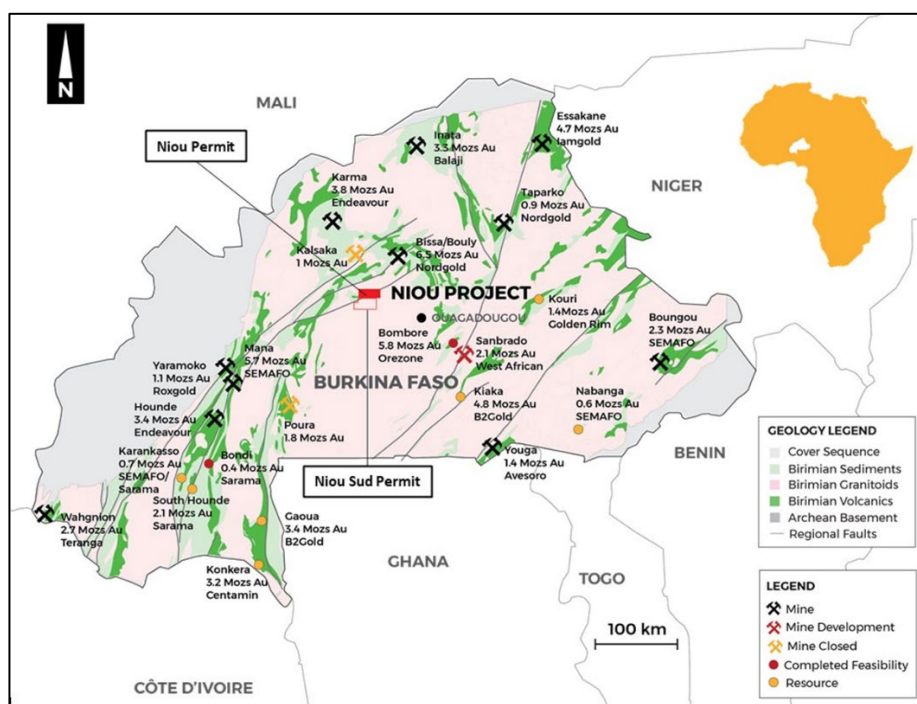 N
MALI
Niou Permit
Inata
3.3 Mozs Au
Balaji
Essakane
4.7 Mozs Au
Iamgold
NIGER
Karma
3.8 Mozs Au
Endeavour
Taparko
0.9 Mozs Au
Nordgold
Kalsaka
1 Mozs Au
Bissa/Bouly
6.5 Mozs Au
Nordgold
NIOU PROJECT
OUAGADOUGOU
Kouri
1.4Mozs Au
Golden Rim
Boungou
2.3 Mozs Au
SEMAFO
Bombore
5.8 Mozs Au
Orezone
Sanbrado
2.1 Mozs Au
West African
Mana
5.7 Mozs Au
SEMAFO
Yaramoko
1.1 Mozs Au
Roxgold
BURKINA FASO
Kiaka
4.8 Mozs Au
B2Gold
Nabanga
0.6 Mozs Au
SEMAFO
Hounde
3.4 Mozs Au
Endeavour
Poura
1.8 Mozs Au
Youga
1.4 Mozs Au
Avesoro
BENIN
Karankasso
0.7 Mozs Au
SEMAFO/
Sarama
Bondi
0.4 Mozs Au
Sarama
Niou Sud Permit
South Hounde
2.1 Mozs Au
Sarama
Wahgnion
2.7 Mozs Au
Teranga
Gaoua
3.4 Mozs Au
B2Gold
Konkera
3.2 Mozs Au
Centamin
GHANA
TOGO
CÔTE D'IVOIRE
100 km
GEOLOGY LEGEND
Cover Sequence
Birimian Sediments
Birimian Granitoids
Birimian Volcanics
Archean Basement
Regional Faults
LEGEND
Mine
Mine Development
Mine Closed
Completed Feasibility
Resource